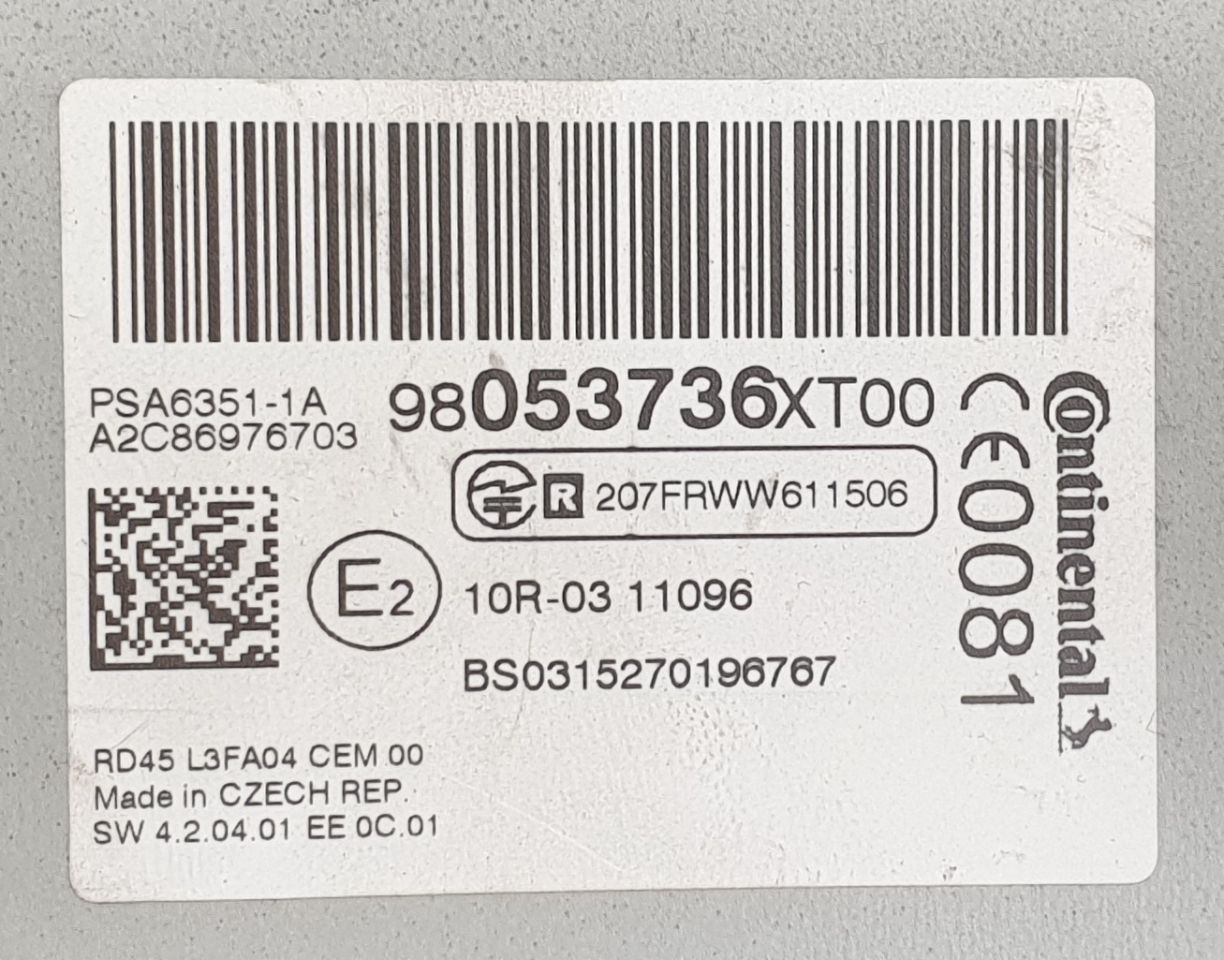 PSA6351-1A
A2C86976703
98053736XT00
R 207FRWW611506
E2
10R-03 11096
BS0315270196767
RD45 L3FA04 CEM 00
Made in CZECH REP.
SW 4.2.04.01 EE 0C.01
CE0081
Continental